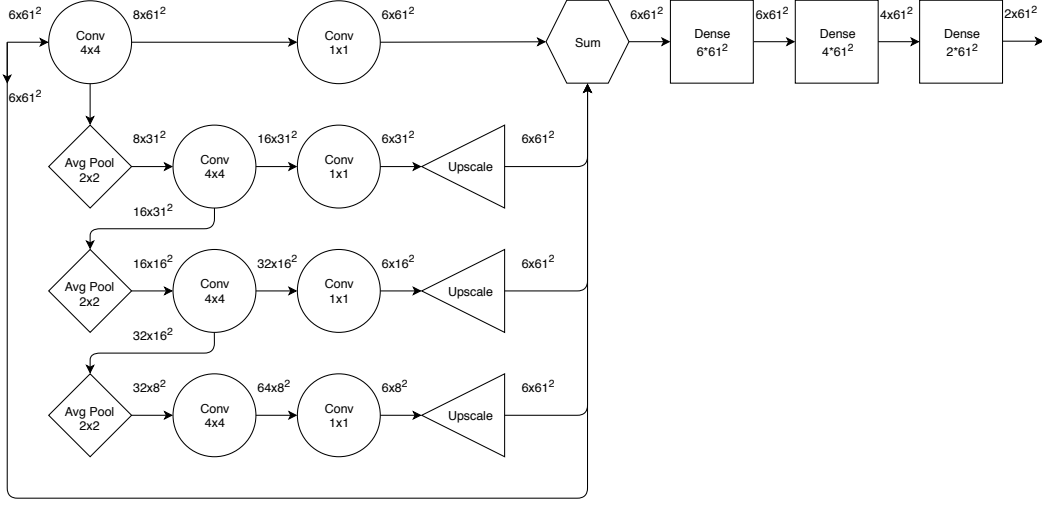 6x61²
8x61²
6x61²
6x61²
6x61²
4x61²
2x61²
Conv
4x4
Conv
1x1
Sum
Dense
6*61²
Dense
4*61²
Dense
2*61²
6x61²
8x31²
16x31²
6x31²
6x61²
Avg Pool
2x2
Conv
4x4
Conv
1x1
Upscale
16x31²
16x16²
32x16²
6x16²
6x61²
Avg Pool
2x2
Conv
4x4
Conv
1x1
Upscale
32x16²
32x8²
64x8²
6x8²
6x61²
Avg Pool
2x2
Conv
4x4
Conv
1x1
Upscale